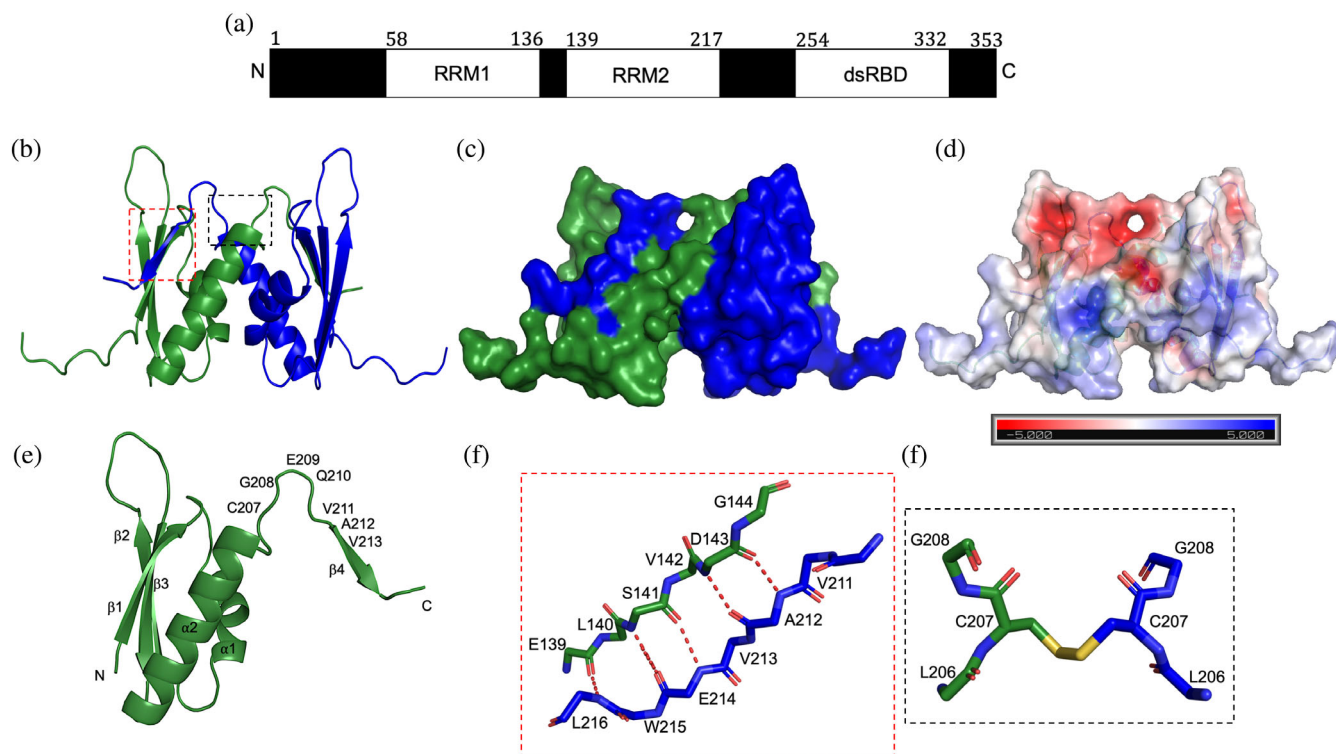 (a)
1 58 136 139 217 254 332 353
N RRM1 RRM2 dsRBD C
(b)
(c)
(d)
-5.000 5.000
(e)
E209
G208 Q210
C207
V211
A212
V213
β2
β3
β4
β1
α2
α1
C
N
(f)
G144
D143
V142
S141
L140
E139
V211
A212
V213
E214
W215
L216
(f)
G208 G208
C207 C207
L206 L206